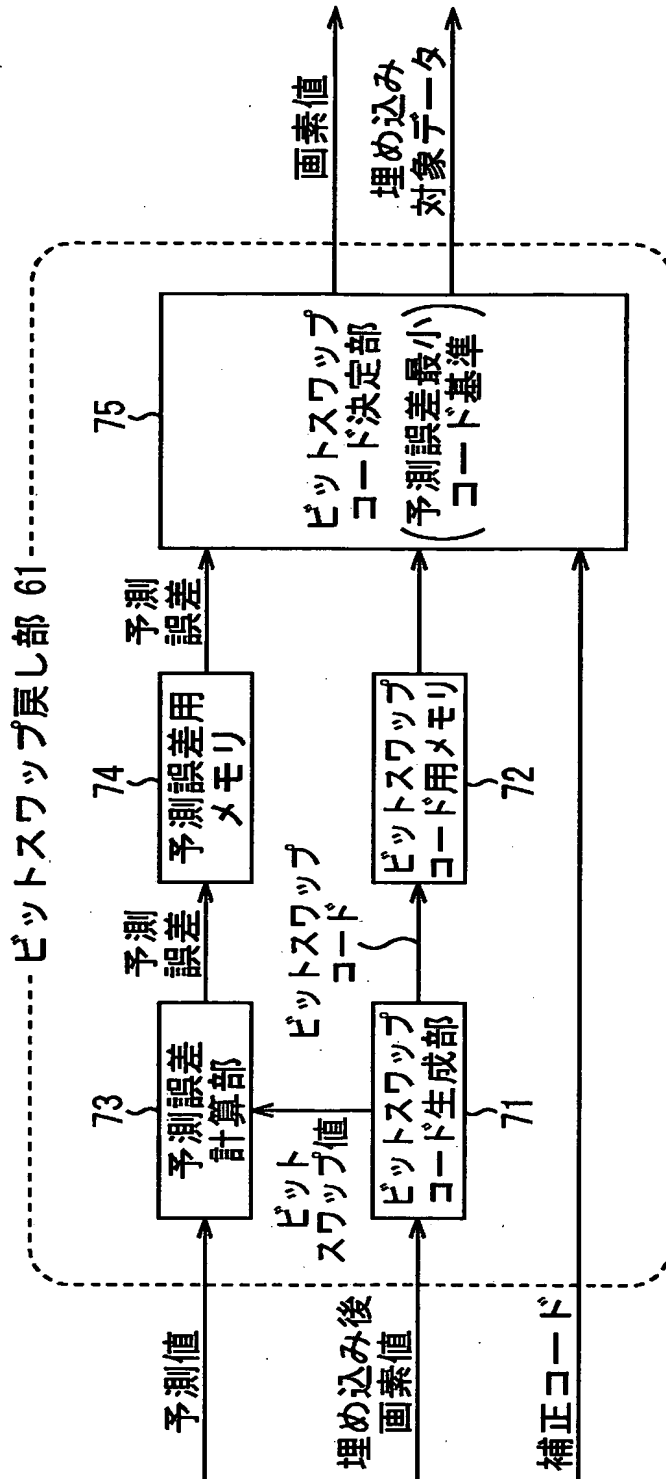 ビットスワップ戻し部 61
予測値
73
予測誤差
計算部
予測
誤差
74
予測誤差用
メモリ
予測
誤差
75
ビットスワップ
コード決定部
(予測誤差最小
コード基準)
画素値
埋め込み
対象データ
ビット
スワップ値
埋め込み後
画素値
ビットスワップ
コード生成部
71
ビットスワップ
コード
ビットスワップ
コード用メモリ
72
補正コード